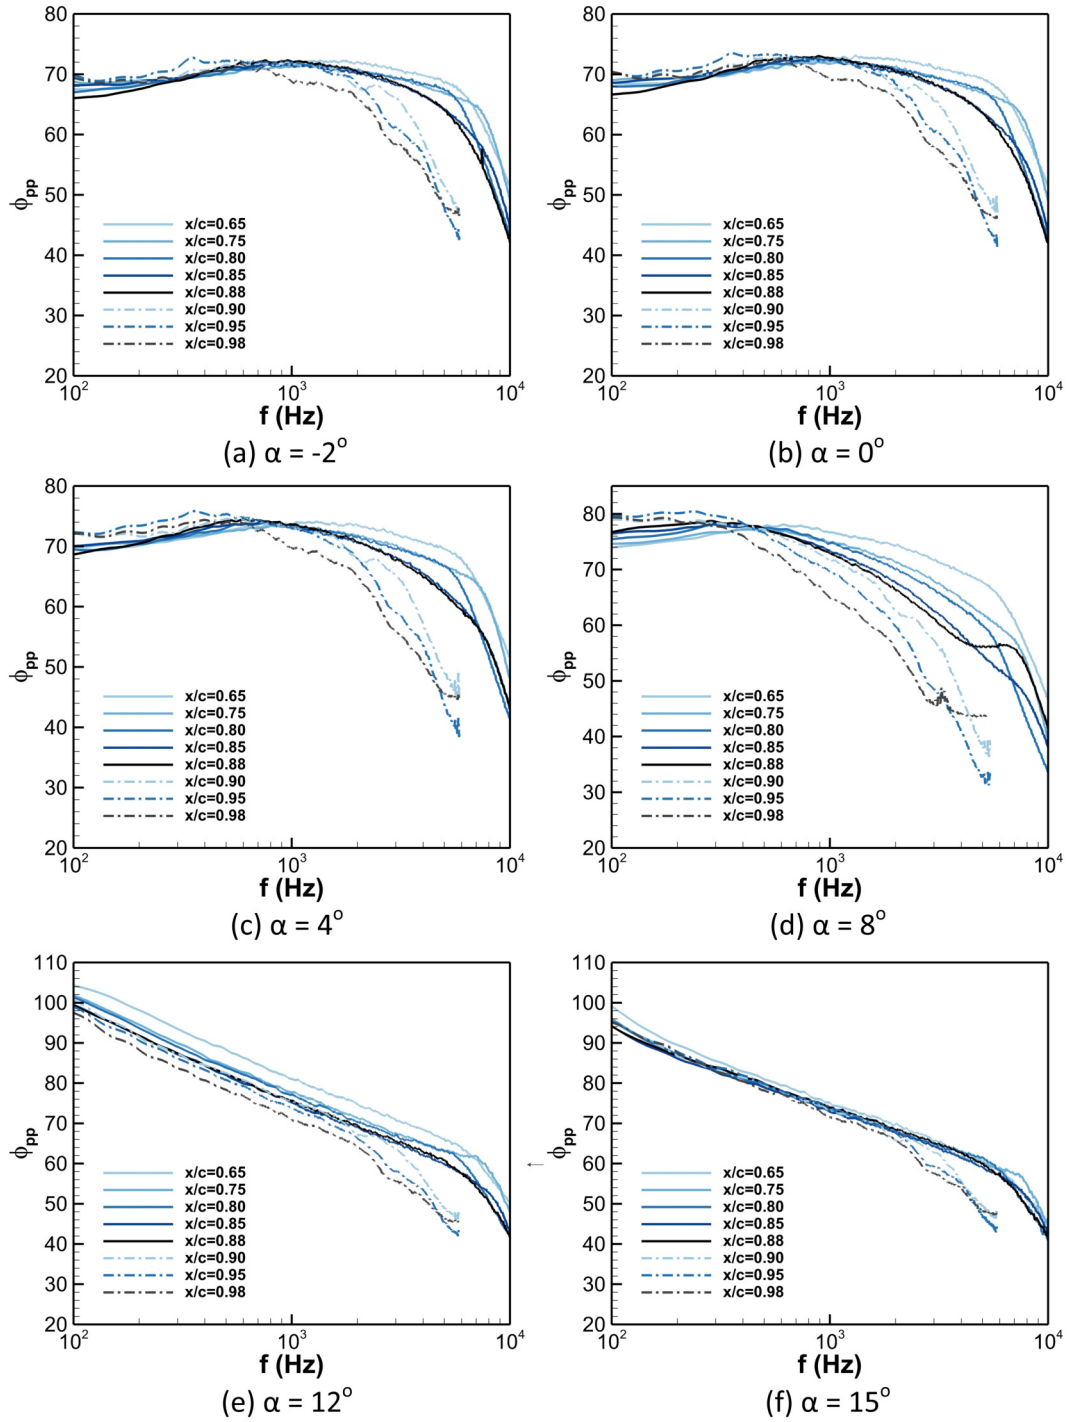 80
70
60
50
40
30
20
ϕpp
x/c=0.65
x/c=0.75
x/c=0.80
x/c=0.85
x/c=0.88
x/c=0.90
x/c=0.95
x/c=0.98
10² 10³ 10⁴
f (Hz)
(a) α = -2°
80
70
60
50
40
30
20
ϕpp
x/c=0.65
x/c=0.75
x/c=0.80
x/c=0.85
x/c=0.88
x/c=0.90
x/c=0.95
x/c=0.98
10² 10³ 10⁴
f (Hz)
(b) α = 0°
80
70
60
50
40
30
20
ϕpp
x/c=0.65
x/c=0.75
x/c=0.80
x/c=0.85
x/c=0.88
x/c=0.90
x/c=0.95
x/c=0.98
10² 10³ 10⁴
f (Hz)
(c) α = 4°
80
70
60
50
40
30
20
ϕpp
x/c=0.65
x/c=0.75
x/c=0.80
x/c=0.85
x/c=0.88
x/c=0.90
x/c=0.95
x/c=0.98
10² 10³ 10⁴
f (Hz)
(d) α = 8°
110
100
90
80
70
60
50
40
30
20
ϕpp
x/c=0.65
x/c=0.75
x/c=0.80
x/c=0.85
x/c=0.88
x/c=0.90
x/c=0.95
x/c=0.98
10² 10³ 10⁴
f (Hz)
(e) α = 12°
110
100
90
80
70
60
50
40
30
20
ϕpp
x/c=0.65
x/c=0.75
x/c=0.80
x/c=0.85
x/c=0.88
x/c=0.90
x/c=0.95
x/c=0.98
10² 10³ 10⁴
f (Hz)
(f) α = 15°